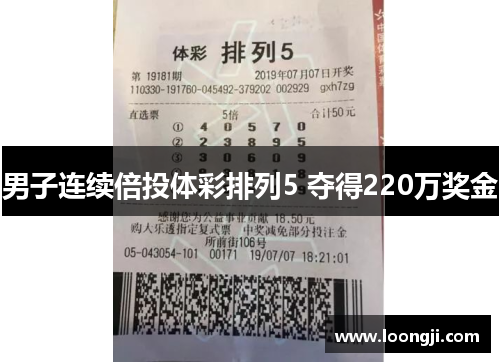 体彩 排列5
第 19181期 2019年07月07日开奖
110330-191760-045492-379202 002929 gxh7zg
直选票 5倍 合计50元
① 4 0 5 7 0
② 2 3 8 9 5
③ 3 0 6 0 9
男子连续倍投体彩排列5 夺得220万奖金
感谢您为公益事业贡献 18.50元
购大乐透指定复式票 中奖减免部分投注金
所前街106号
05-043054-101 00171 19/07/07 18:21:01
www.loongji.com